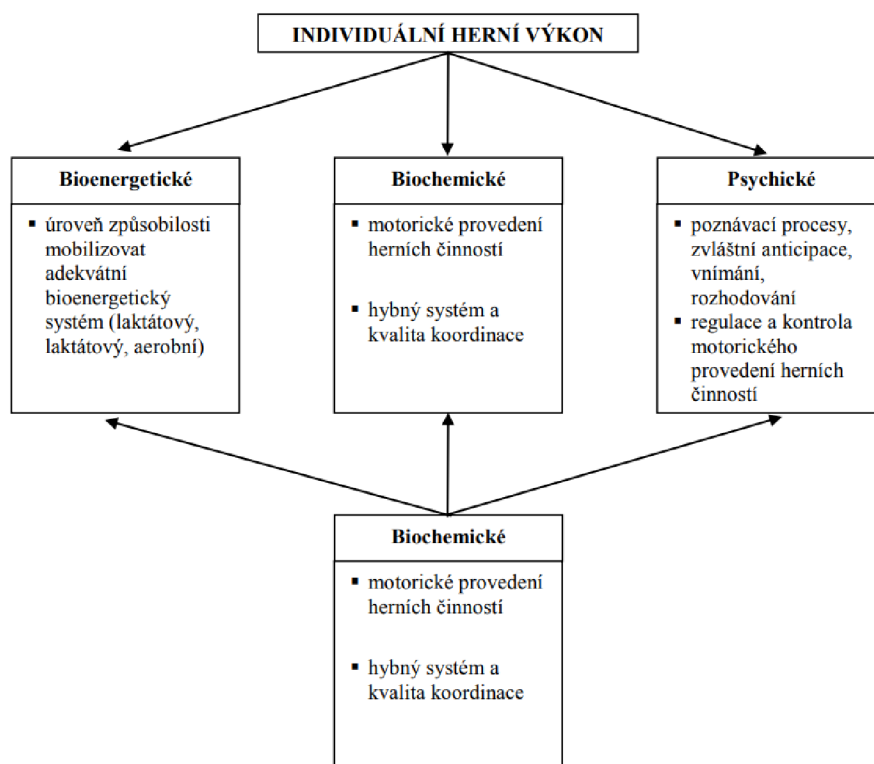 INDIVIDUÁLNÍ HERNÍ VÝKON
Bioenergetické
▪ úroveň způsobilosti
mobilizovat
adekvátní
bioenergetický
systém (laktátový,
laktátový, aerobní)
Biochemické
▪ motorické provedení
herních činností
▪ hybný systém a
kvalita koordinace
Psychické
▪ poznávací procesy,
zvláštní anticipace,
vnímání,
rozhodování
▪ regulace a kontrola
motorického
provedení herních
činností
Biochemické
▪ motorické provedení
herních činností
▪ hybný systém a
kvalita koordinace